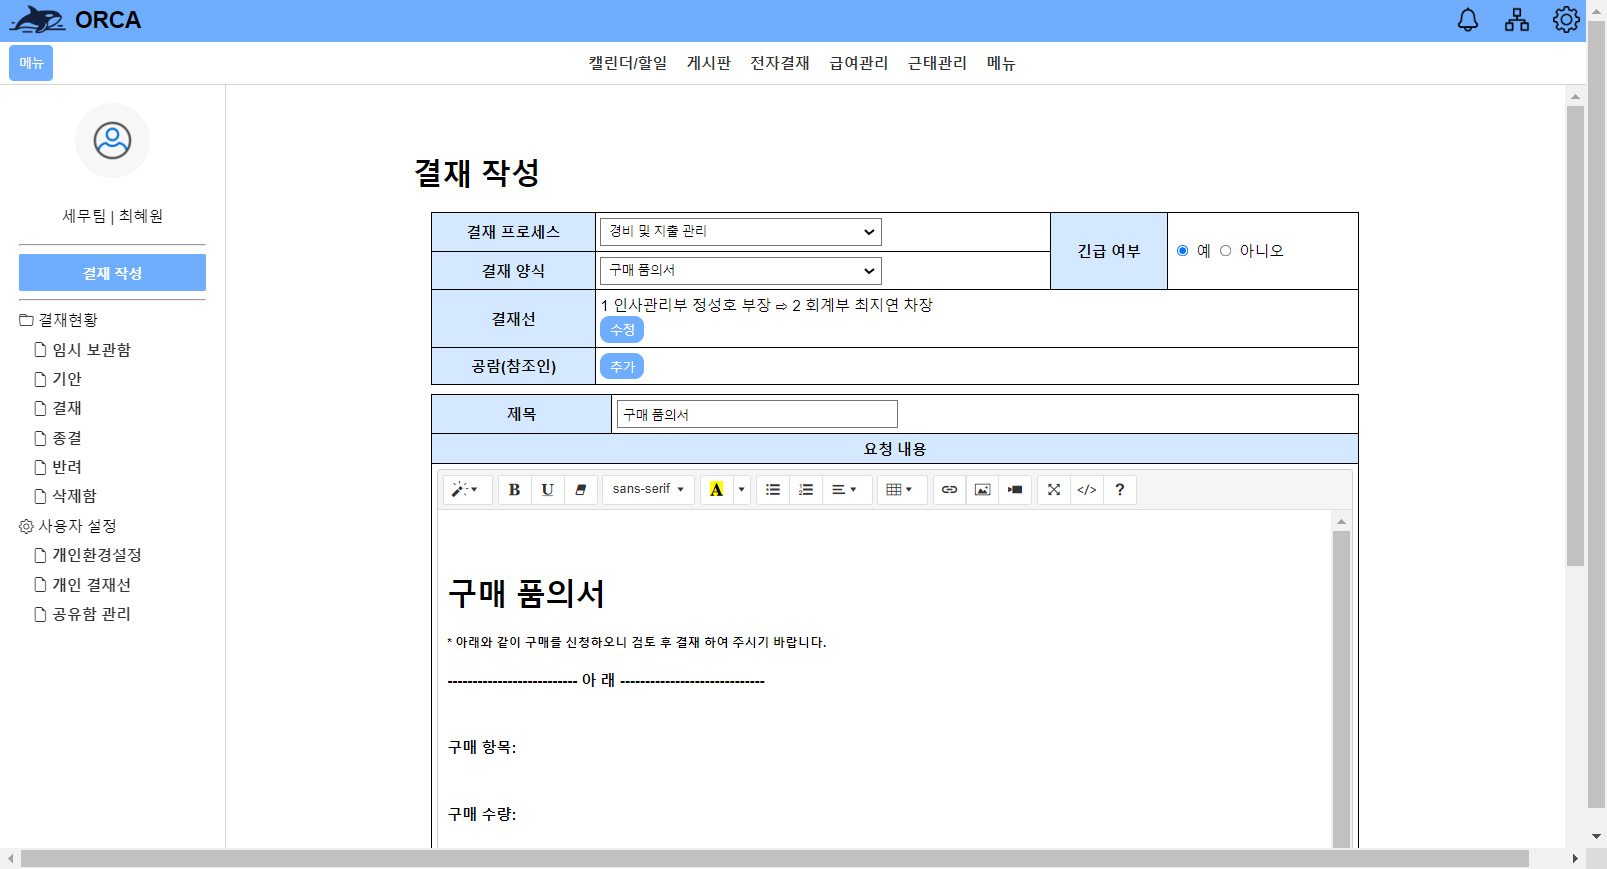 ORCA
메뉴
캘린더/할일 게시판 전자결재 급여관리 근태관리 메뉴
세무팀 | 최혜원
결재 작성
결재현황
임시 보관함
기안
결재
종결
반려
삭제함
사용자 설정
개인환경설정
개인 결재선
공유함 관리
결재 작성
결재 프로세스 경비 및 지출 관리 긴급 여부 예 아니오
결재 양식 구매 품의서
결재선 1 인사관리부 정성호 부장 ⇨ 2 회계부 최지연 차장
수정
공람(참조인) 추가
제목 구매 품의서
요청 내용
B U sans-serif A </> ?
구매 품의서
* 아래와 같이 구매를 신청하오니 검토 후 결재 하여 주시기 바랍니다.
-------------------------- 아 래 -----------------------------
구매 항목:
구매 수량: